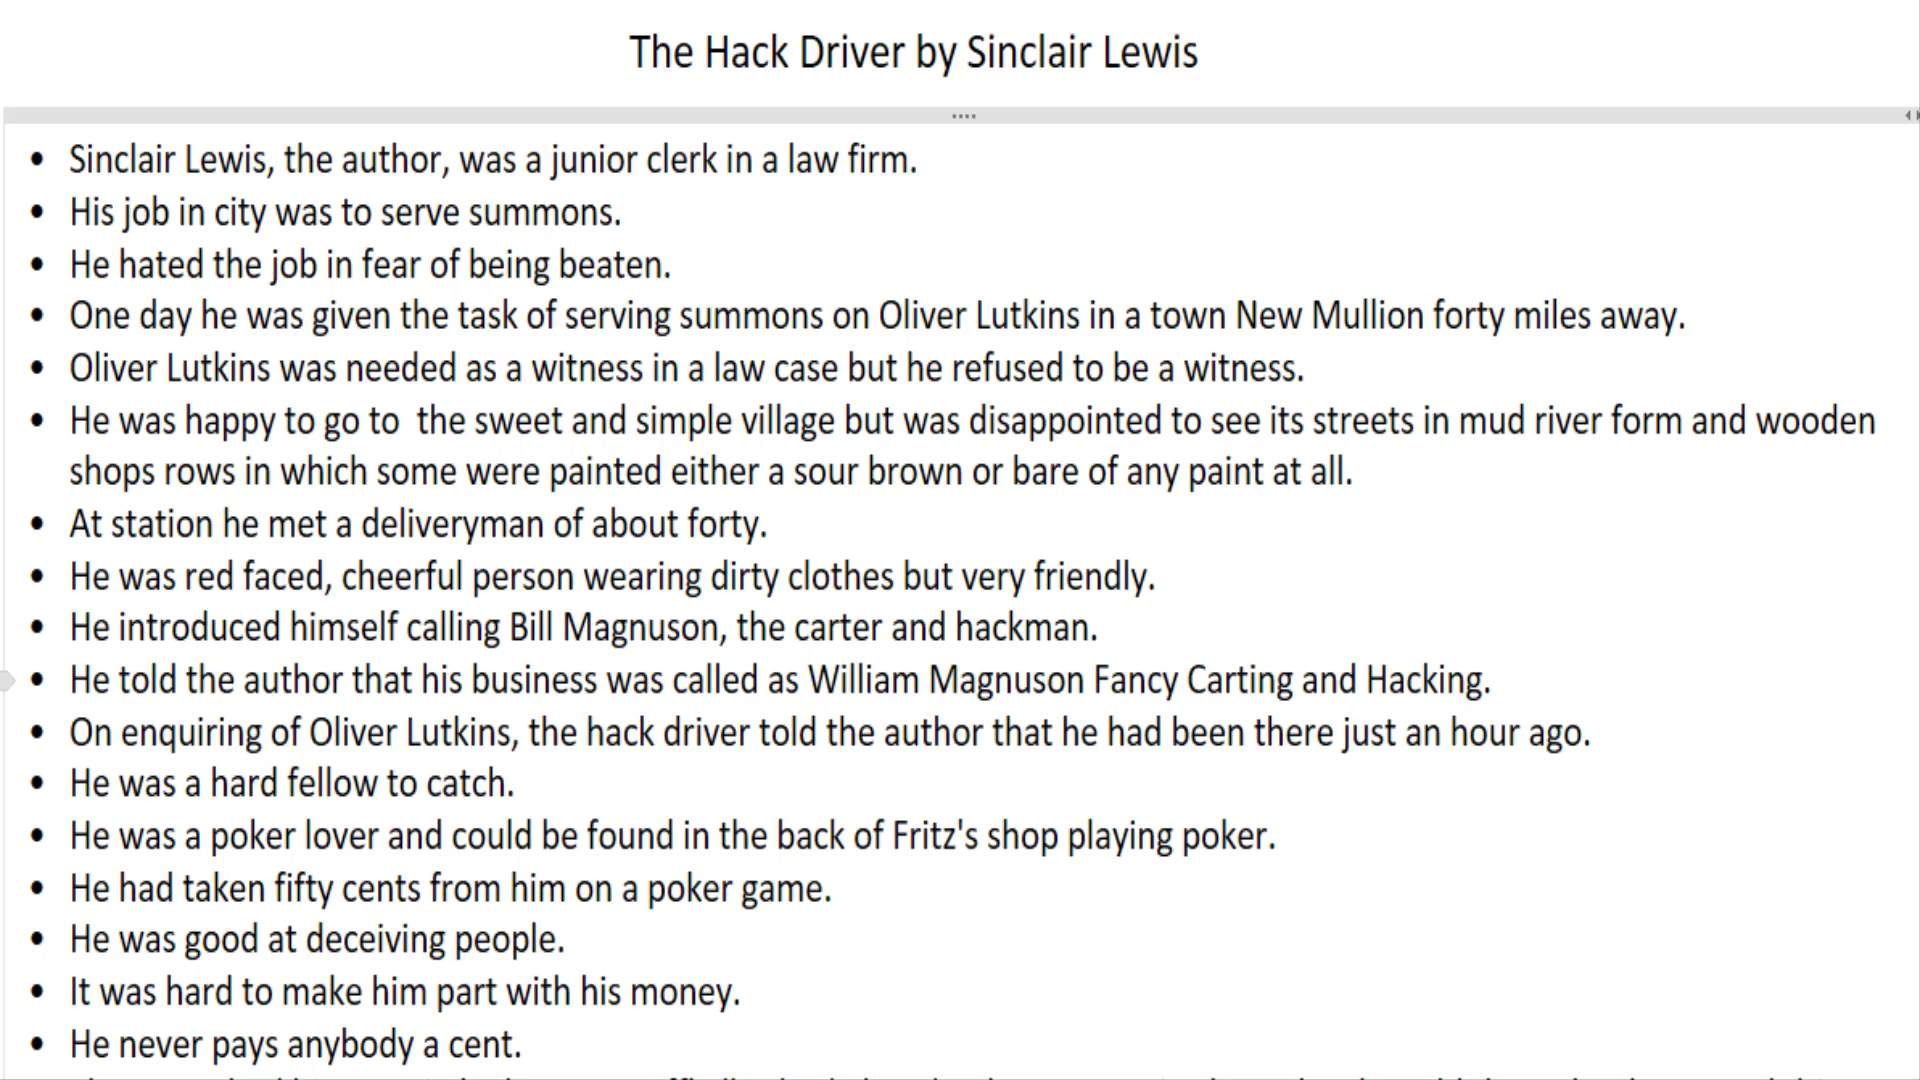 The Hack Driver by Sinclair Lewis
• Sinclair Lewis, the author, was a junior clerk in a law firm.
• His job in city was to serve summons.
• He hated the job in fear of being beaten.
• One day he was given the task of serving summons on Oliver Lutkins in a town New Mullion forty miles away.
• Oliver Lutkins was needed as a witness in a law case but he refused to be a witness.
• He was happy to go to  the sweet and simple village but was disappointed to see its streets in mud river form and wooden
shops rows in which some were painted either a sour brown or bare of any paint at all.
• At station he met a deliveryman of about forty.
• He was red faced, cheerful person wearing dirty clothes but very friendly.
• He introduced himself calling Bill Magnuson, the carter and hackman.
• He told the author that his business was called as William Magnuson Fancy Carting and Hacking.
• On enquiring of Oliver Lutkins, the hack driver told the author that he had been there just an hour ago.
• He was a hard fellow to catch.
• He was a poker lover and could be found in the back of Fritz's shop playing poker.
• He had taken fifty cents from him on a poker game.
• He was good at deceiving people.
• It was hard to make him part with his money.
• He never pays anybody a cent.